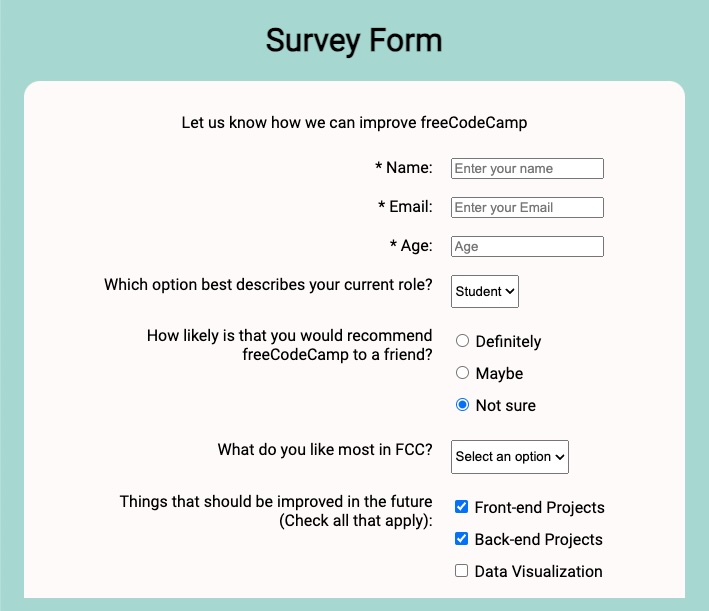 Survey Form
Let us know how we can improve freeCodeCamp
* Name: Enter your name
* Email: Enter your Email
* Age: Age
Which option best describes your current role? Student
How likely is that you would recommend
freeCodeCamp to a friend?
Definitely
Maybe
Not sure
What do you like most in FCC? Select an option
Things that should be improved in the future
(Check all that apply):
Front-end Projects
Back-end Projects
Data Visualization